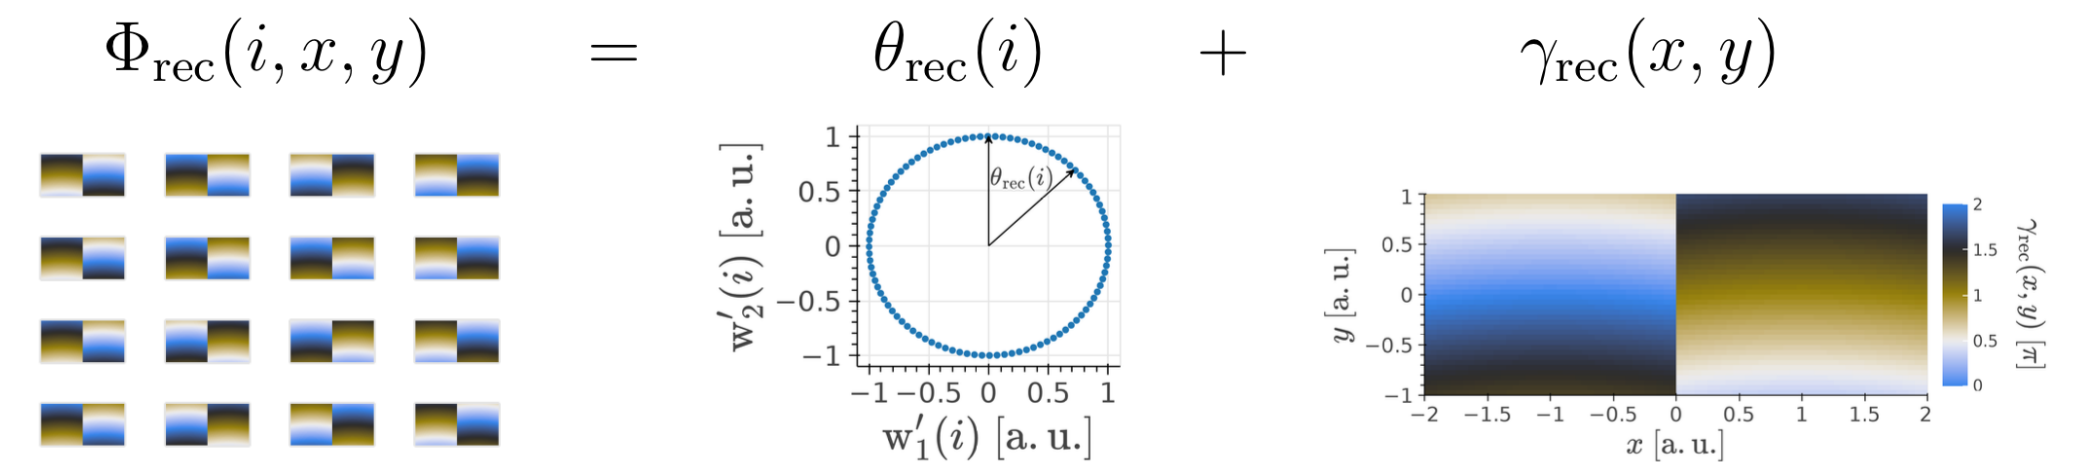 Φrec(i, x, y) = θrec(i) + γrec(x, y)
w′2(i) [a. u.]
1
0.5
0
−0.5
−1
θrec(i)
−1 −0.5 0 0.5 1
w′1(i) [a. u.]
y [a. u.]
1
0.5
0
−0.5
−1
−2 −1.5 −1 −0.5 0 0.5 1 1.5 2
x [a. u.]
2
1.5
1
0.5
0
γrec(x, y) [π]